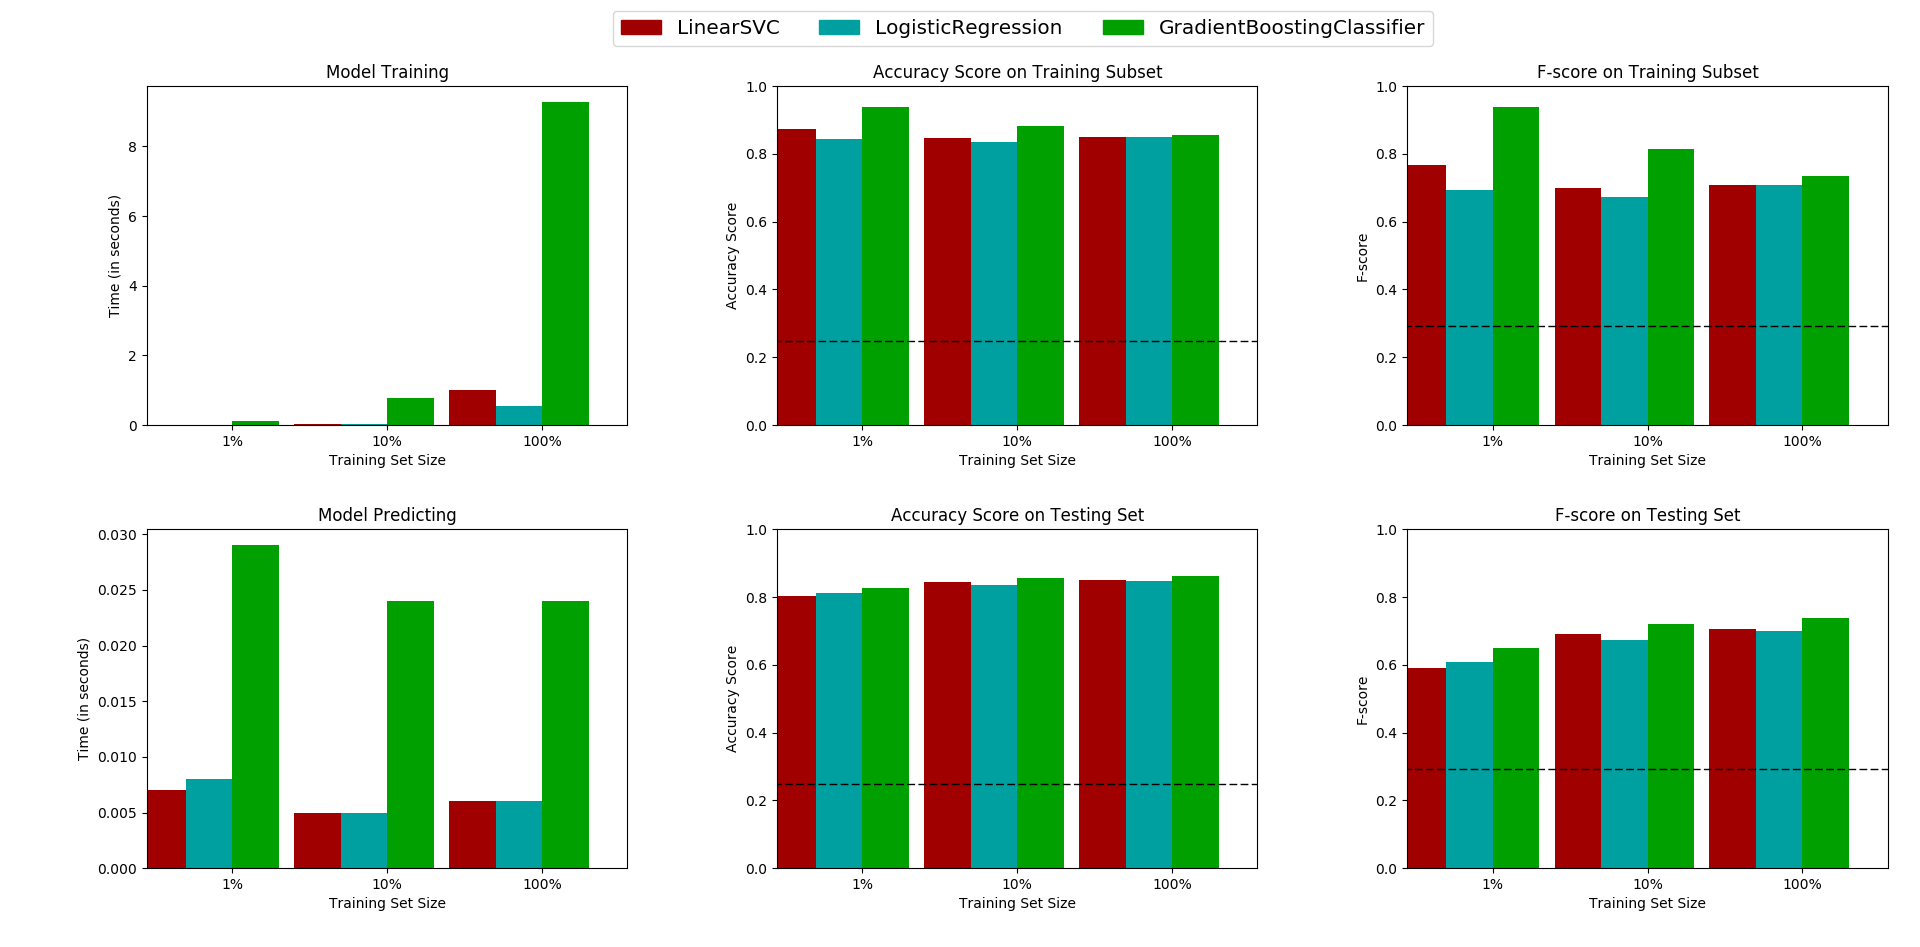 LinearSVC LogisticRegression GradientBoostingClassifier
Model Training
8
6
4
2
0
Time (in seconds)
1% 10% 100%
Training Set Size
Accuracy Score on Training Subset
1.0
0.8
0.6
0.4
0.2
0.0
Accuracy Score
1% 10% 100%
Training Set Size
F-score on Training Subset
1.0
0.8
0.6
0.4
0.2
0.0
F-score
1% 10% 100%
Training Set Size
Model Predicting
0.030
0.025
0.020
0.015
0.010
0.005
0.000
Time (in seconds)
1% 10% 100%
Training Set Size
Accuracy Score on Testing Set
1.0
0.8
0.6
0.4
0.2
0.0
Accuracy Score
1% 10% 100%
Training Set Size
F-score on Testing Set
1.0
0.8
0.6
0.4
0.2
0.0
F-score
1% 10% 100%
Training Set Size